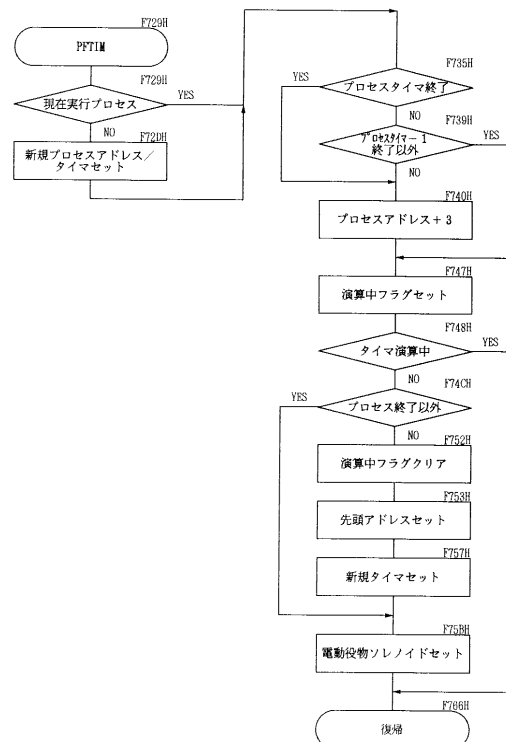 F729H
PFTIM
F729H
現在実行プロセス
YES
NO
F72DH
新規プロセスアドレス／
タイマセット
F735H
YES
プロセスタイマ終了
NO
F739H
プロセスタイマ－1
終了以外
YES
NO
F740H
プロセスアドレス＋3
F747H
演算中フラグセット
F748H
タイマ演算中
YES
NO
F74CH
YES
プロセス終了以外
NO
F752H
演算中フラグクリア
F753H
先頭アドレスセット
F757H
新規タイマセット
F75BH
電動役物ソレノイドセット
F766H
復帰